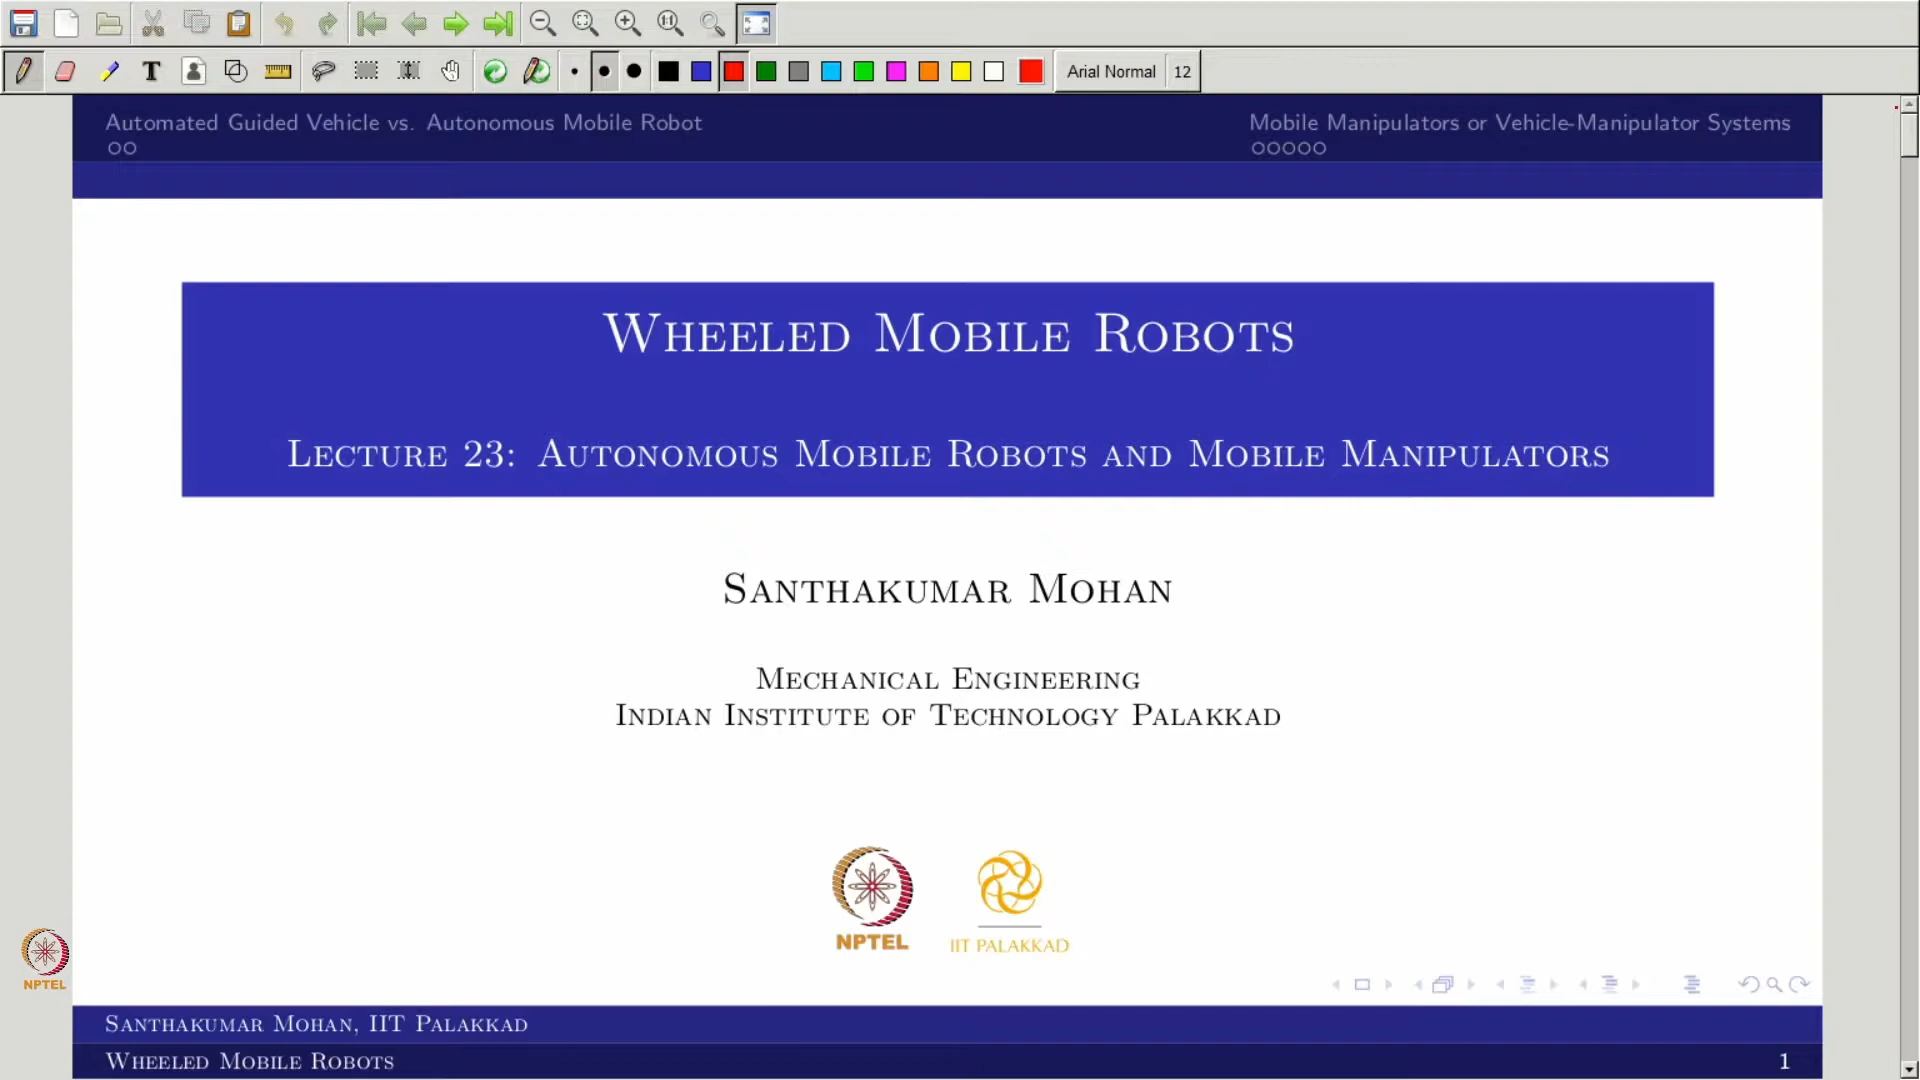 T
1:1
Arial Normal 12
Automated Guided Vehicle vs. Autonomous Mobile Robot
Mobile Manipulators or Vehicle-Manipulator Systems
Wheeled Mobile Robots
Lecture 23: Autonomous Mobile Robots and Mobile Manipulators
Santhakumar Mohan
Mechanical Engineering
Indian Institute of Technology Palakkad
NPTEL
IIT PALAKKAD
NPTEL
Santhakumar Mohan, IIT Palakkad
Wheeled Mobile Robots
1